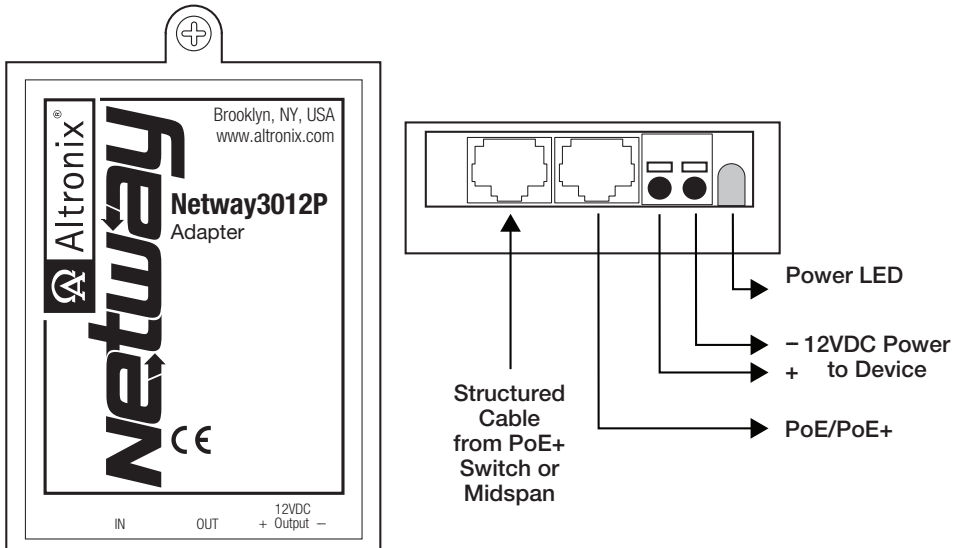 Altronix®
Netway
Brooklyn, NY, USA
www.altronix.com
Netway3012P
Adapter
CE
IN
OUT
12VDC
+ Output –
Power LED
– 12VDC Power
+ to Device
PoE/PoE+
Structured
Cable
from PoE+
Switch or
Midspan